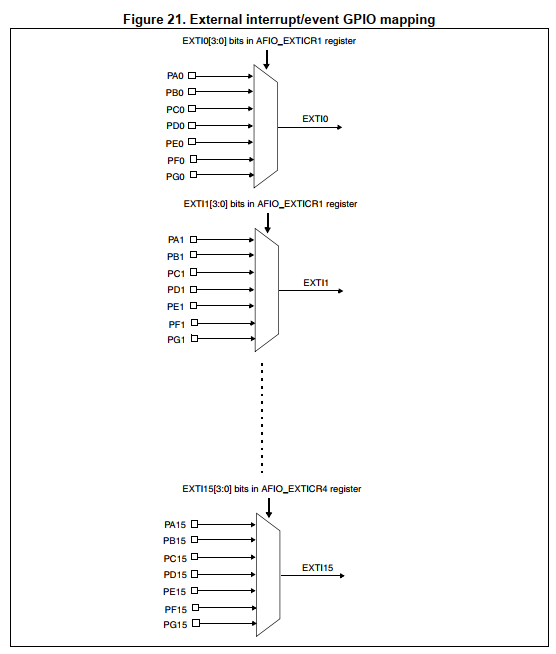 Figure 21. External interrupt/event GPIO mapping
EXTI0[3:0] bits in AFIO_EXTICR1 register
PA0
PB0
PC0
PD0
PE0
PF0
PG0
EXTI0
EXTI1[3:0] bits in AFIO_EXTICR1 register
PA1
PB1
PC1
PD1
PE1
PF1
PG1
EXTI1
EXTI15[3:0] bits in AFIO_EXTICR4 register
PA15
PB15
PC15
PD15
PE15
PF15
PG15
EXTI15